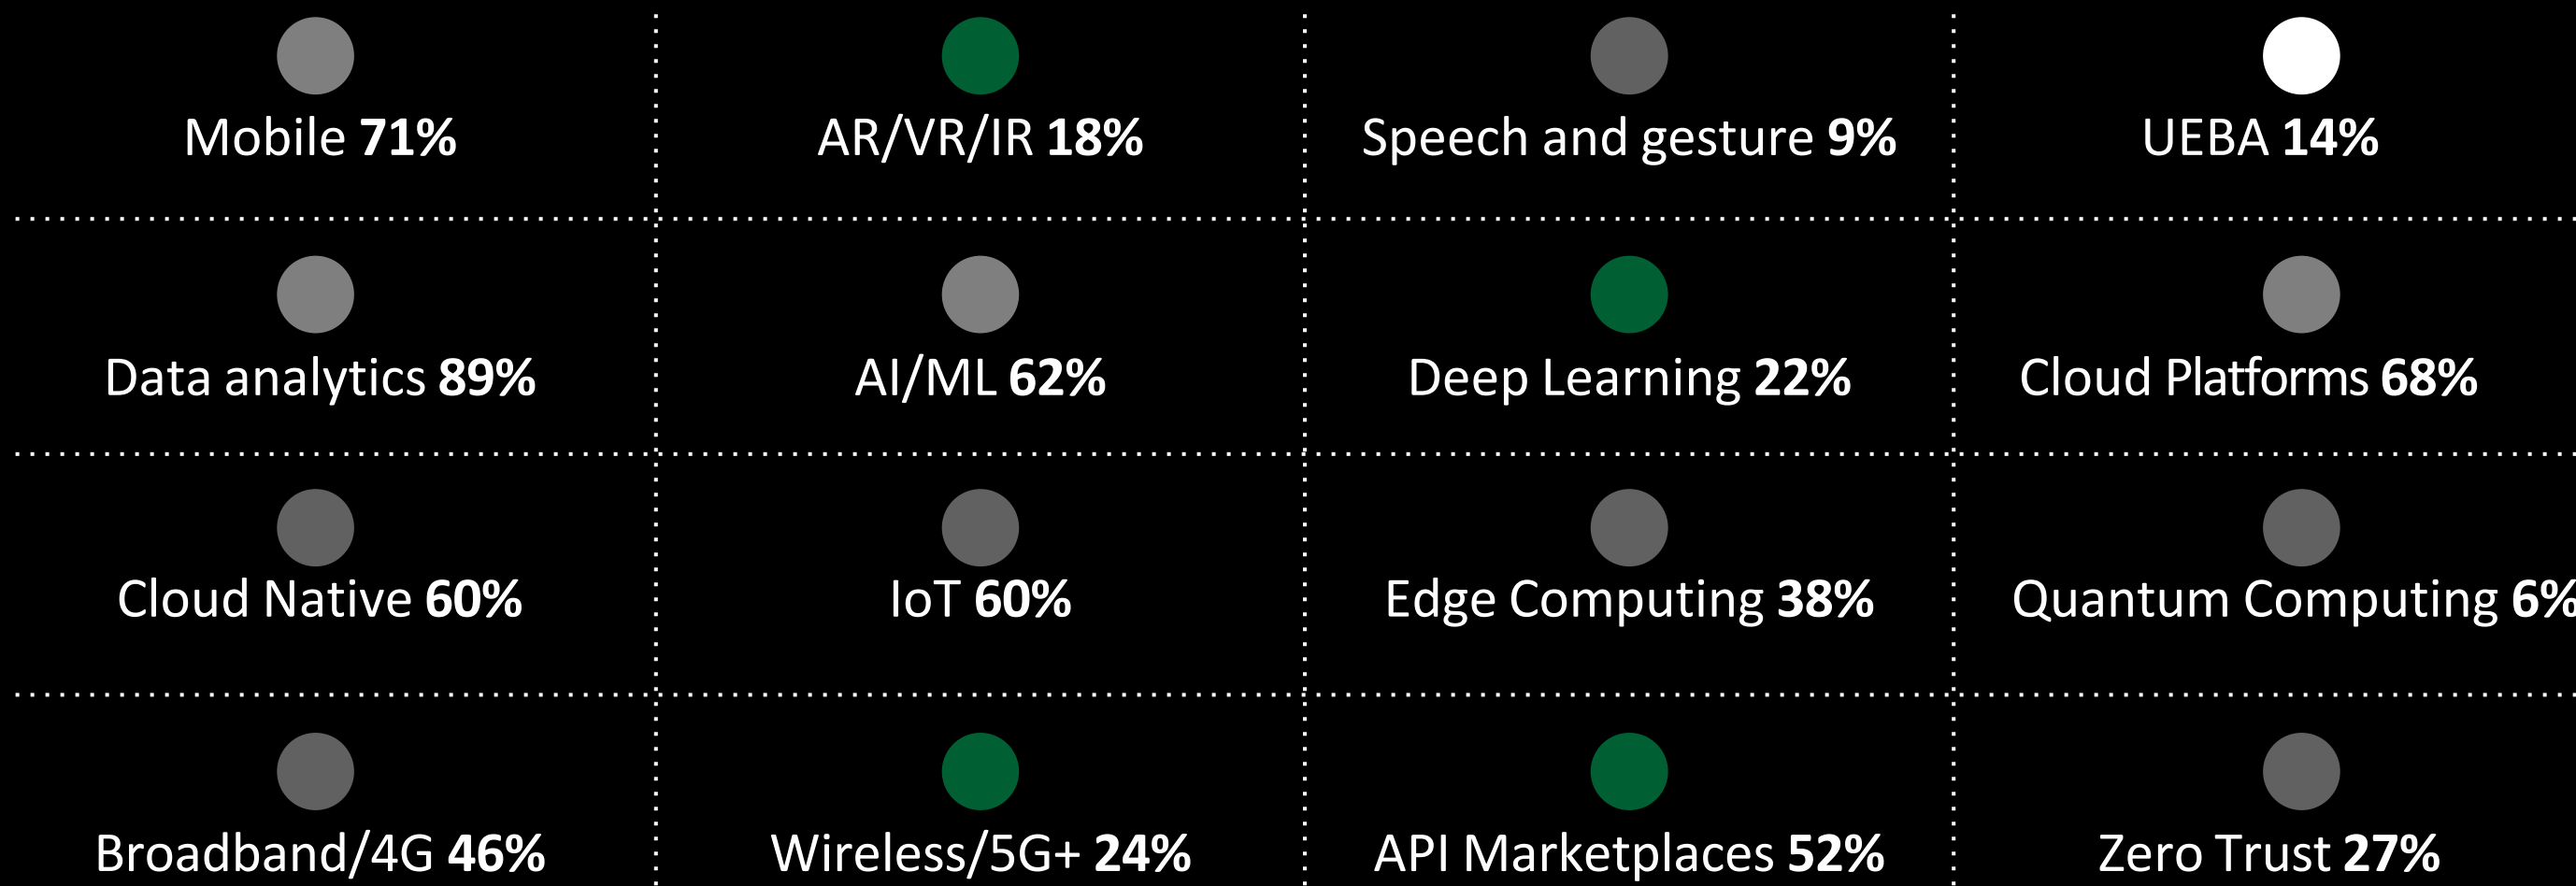 Mobile 71%
AR/VR/IR 18%
Speech and gesture 9%
UEBA 14%
Data analytics 89%
AI/ML 62%
Deep Learning 22%
Cloud Platforms 68%
Cloud Native 60%
IoT 60%
Edge Computing 38%
Quantum Computing 6%
Broadband/4G 46%
Wireless/5G+ 24%
API Marketplaces 52%
Zero Trust 27%